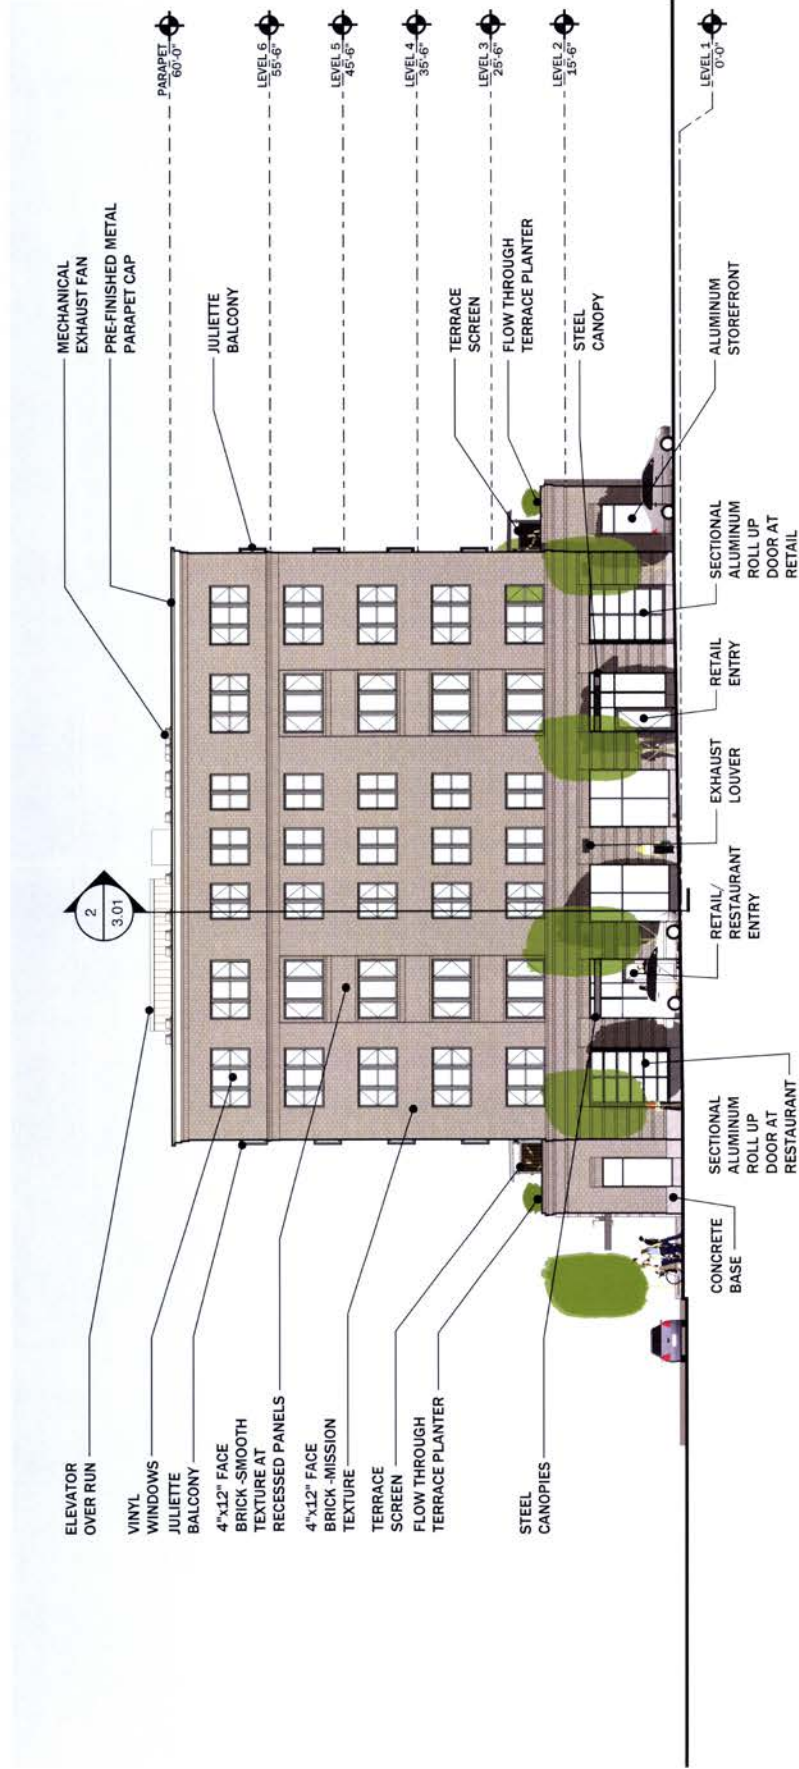 ELEVATOR
OVER RUN
VINYL
WINDOWS
JULIETTE
BALCONY
4"x12" FACE
BRICK -SMOOTH
TEXTURE AT
RECESSED PANELS
4"x12" FACE
BRICK -MISSION
TEXTURE
TERRACE
SCREEN
FLOW THROUGH
TERRACE PLANTER
STEEL
CANOPIES
2
3.01
MECHANICAL
EXHAUST FAN
PRE-FINISHED METAL
PARAPET CAP
JULIETTE
BALCONY
TERRACE
SCREEN
FLOW THROUGH
TERRACE PLANTER
STEEL
CANOPY
ALUMINUM
STOREFRONT
PARAPET
60'-0"
LEVEL 6
55'-6"
LEVEL 5
45'-6"
LEVEL 4
35'-6"
LEVEL 3
25'-6"
LEVEL 2
15'-6"
LEVEL 1
0'-0"
CONCRETE
BASE
SECTIONAL
ALUMINUM
ROLL UP
DOOR AT
RESTAURANT
RETAIL/
RESTAURANT
ENTRY
EXHAUST
LOUVER
RETAIL
ENTRY
SECTIONAL
ALUMINUM
ROLL UP
DOOR AT
RETAIL